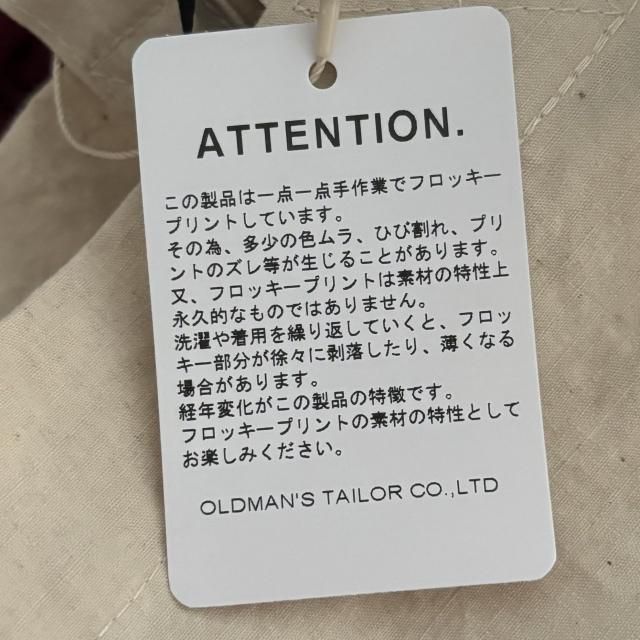 ATTENTION.
この製品は一点一点手作業でフロッキー
プリントしています。
その為、多少の色ムラ、ひび割れ、プリ
ントのズレ等が生じることがあります。
又、フロッキープリントは素材の特性上
永久的なものではありません。
洗濯や着用を繰り返していくと、フロッ
キー部分が徐々に剥落したり、薄くなる
場合があります。
経年変化がこの製品の特徴です。
フロッキープリントの素材の特性として
お楽しみください。
OLDMAN'S TAILOR CO.,LTD